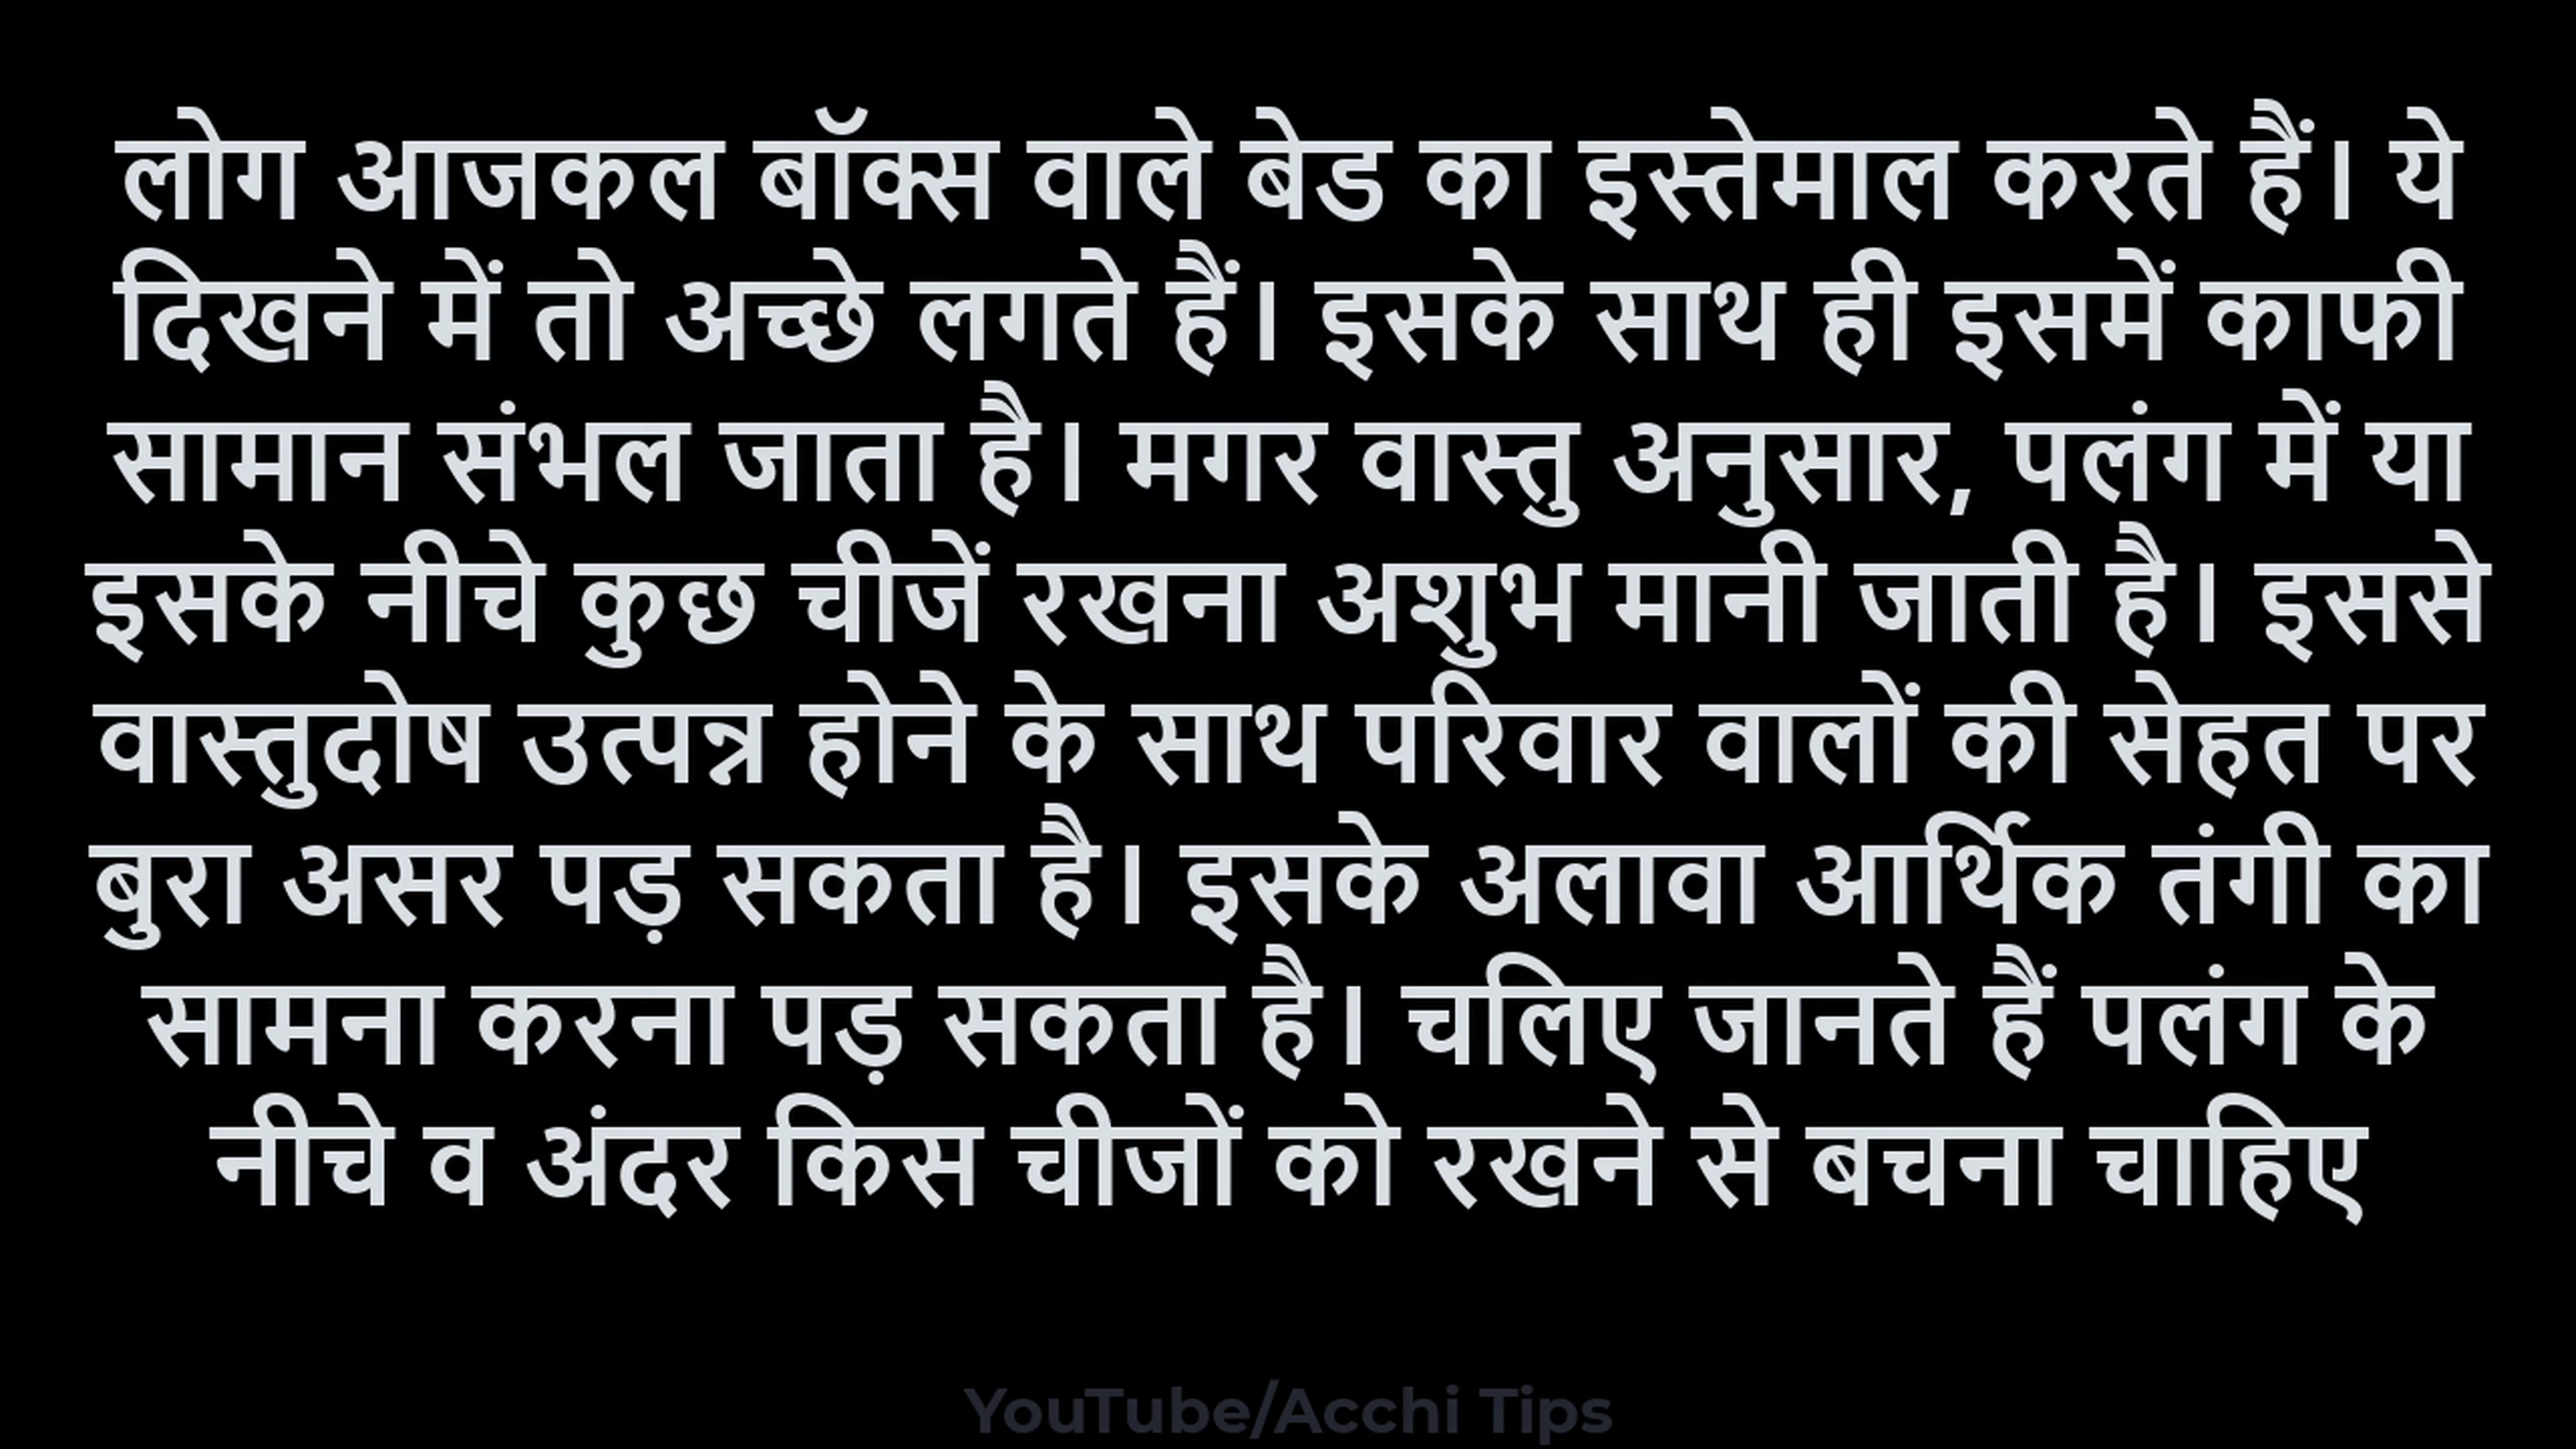 लोग आजकल बॉक्स वाले बेड का इस्तेमाल करते हैं। ये
दिखने में तो अच्छे लगते हैं। इसके साथ ही इसमें काफी
सामान संभल जाता है। मगर वास्तु अनुसार, पलंग में या
इसके नीचे कुछ चीजें रखना अशुभ मानी जाती है। इससे
वास्तुदोष उत्पन्न होने के साथ परिवार वालों की सेहत पर
बुरा असर पड़ सकता है। इसके अलावा आर्थिक तंगी का
सामना करना पड़ सकता है। चलिए जानते हैं पलंग के
नीचे व अंदर किस चीजों को रखने से बचना चाहिए
YouTube/Acchi Tips